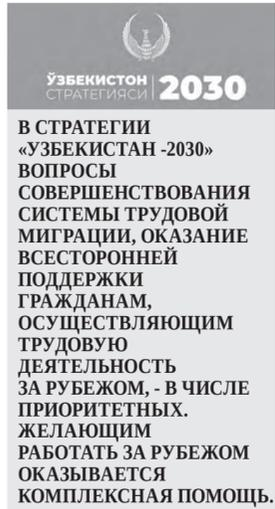 ЎЗБЕКИСТОН
СТРАТЕГИЯСИ
2030
В СТРАТЕГИИ
«УЗБЕКИСТАН -2030»
ВОПРОСЫ
СОВЕРШЕНСТВОВАНИЯ
СИСТЕМЫ ТРУДОВОЙ
МИГРАЦИИ, ОКАЗАНИЕ
ВСЕСТОРОННЕЙ
ПОДДЕРЖКИ
ГРАЖДАНАМ,
ОСУЩЕСТВЛЯЮЩИМ
ТРУДОВУЮ
ДЕЯТЕЛЬНОСТЬ
ЗА РУБЕЖОМ, - В ЧИСЛЕ
ПРИОРИТЕТНЫХ.
ЖЕЛАЮЩИМ
РАБОТАТЬ ЗА РУБЕЖОМ
ОКАЗЫВАЕТСЯ
КОМПЛЕКСНАЯ ПОМОЩЬ.